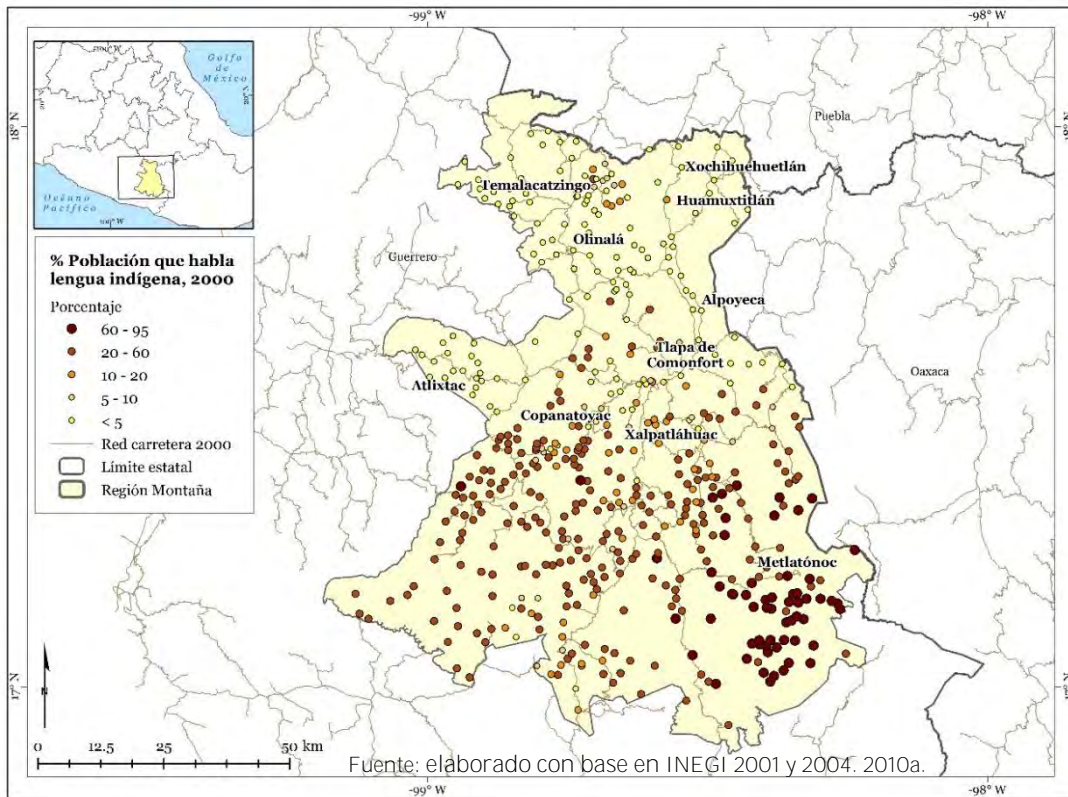 -99° W
-98° W
Golfo
de
México
Océano
Pacífico
18° N
18° N
Puebla
Xochihuehuetlán
Temalacatzingo
Huamuxtitlán
Olinalá
Guerrero
Alpoyeca
Tlapa de
Comonfort
Oaxaca
Atlixtac
Copanatoyac
Xalpatláhuac
Metlatónoc
% Población que habla
lengua indígena, 2000
Porcentaje
60 - 95
20 - 60
10 - 20
5 - 10
< 5
Red carretera 2000
Límite estatal
Región Montaña
17° N
N
0 12.5 25 50 km
Fuente: elaborado con base en INEGI 2001 y 2004. 2010a.
-99° W
-98° W